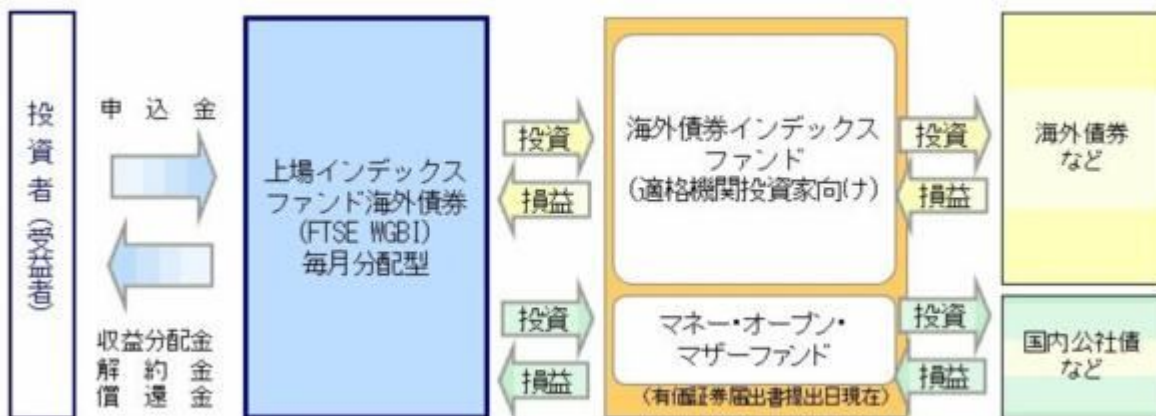 投資者(受益者)
申込金
収益分配金
解約金
償還金
上場インデックス
ファンド海外債券
(FTSE WGBI)
毎月分配型
投資
損益
投資
損益
海外債券インデックス
ファンド
(適格機関投資家向け)
マネー・オープン・
マザーファンド
(有価証券届出書提出日現在)
投資
損益
投資
損益
海外債券
など
国内公社債
など